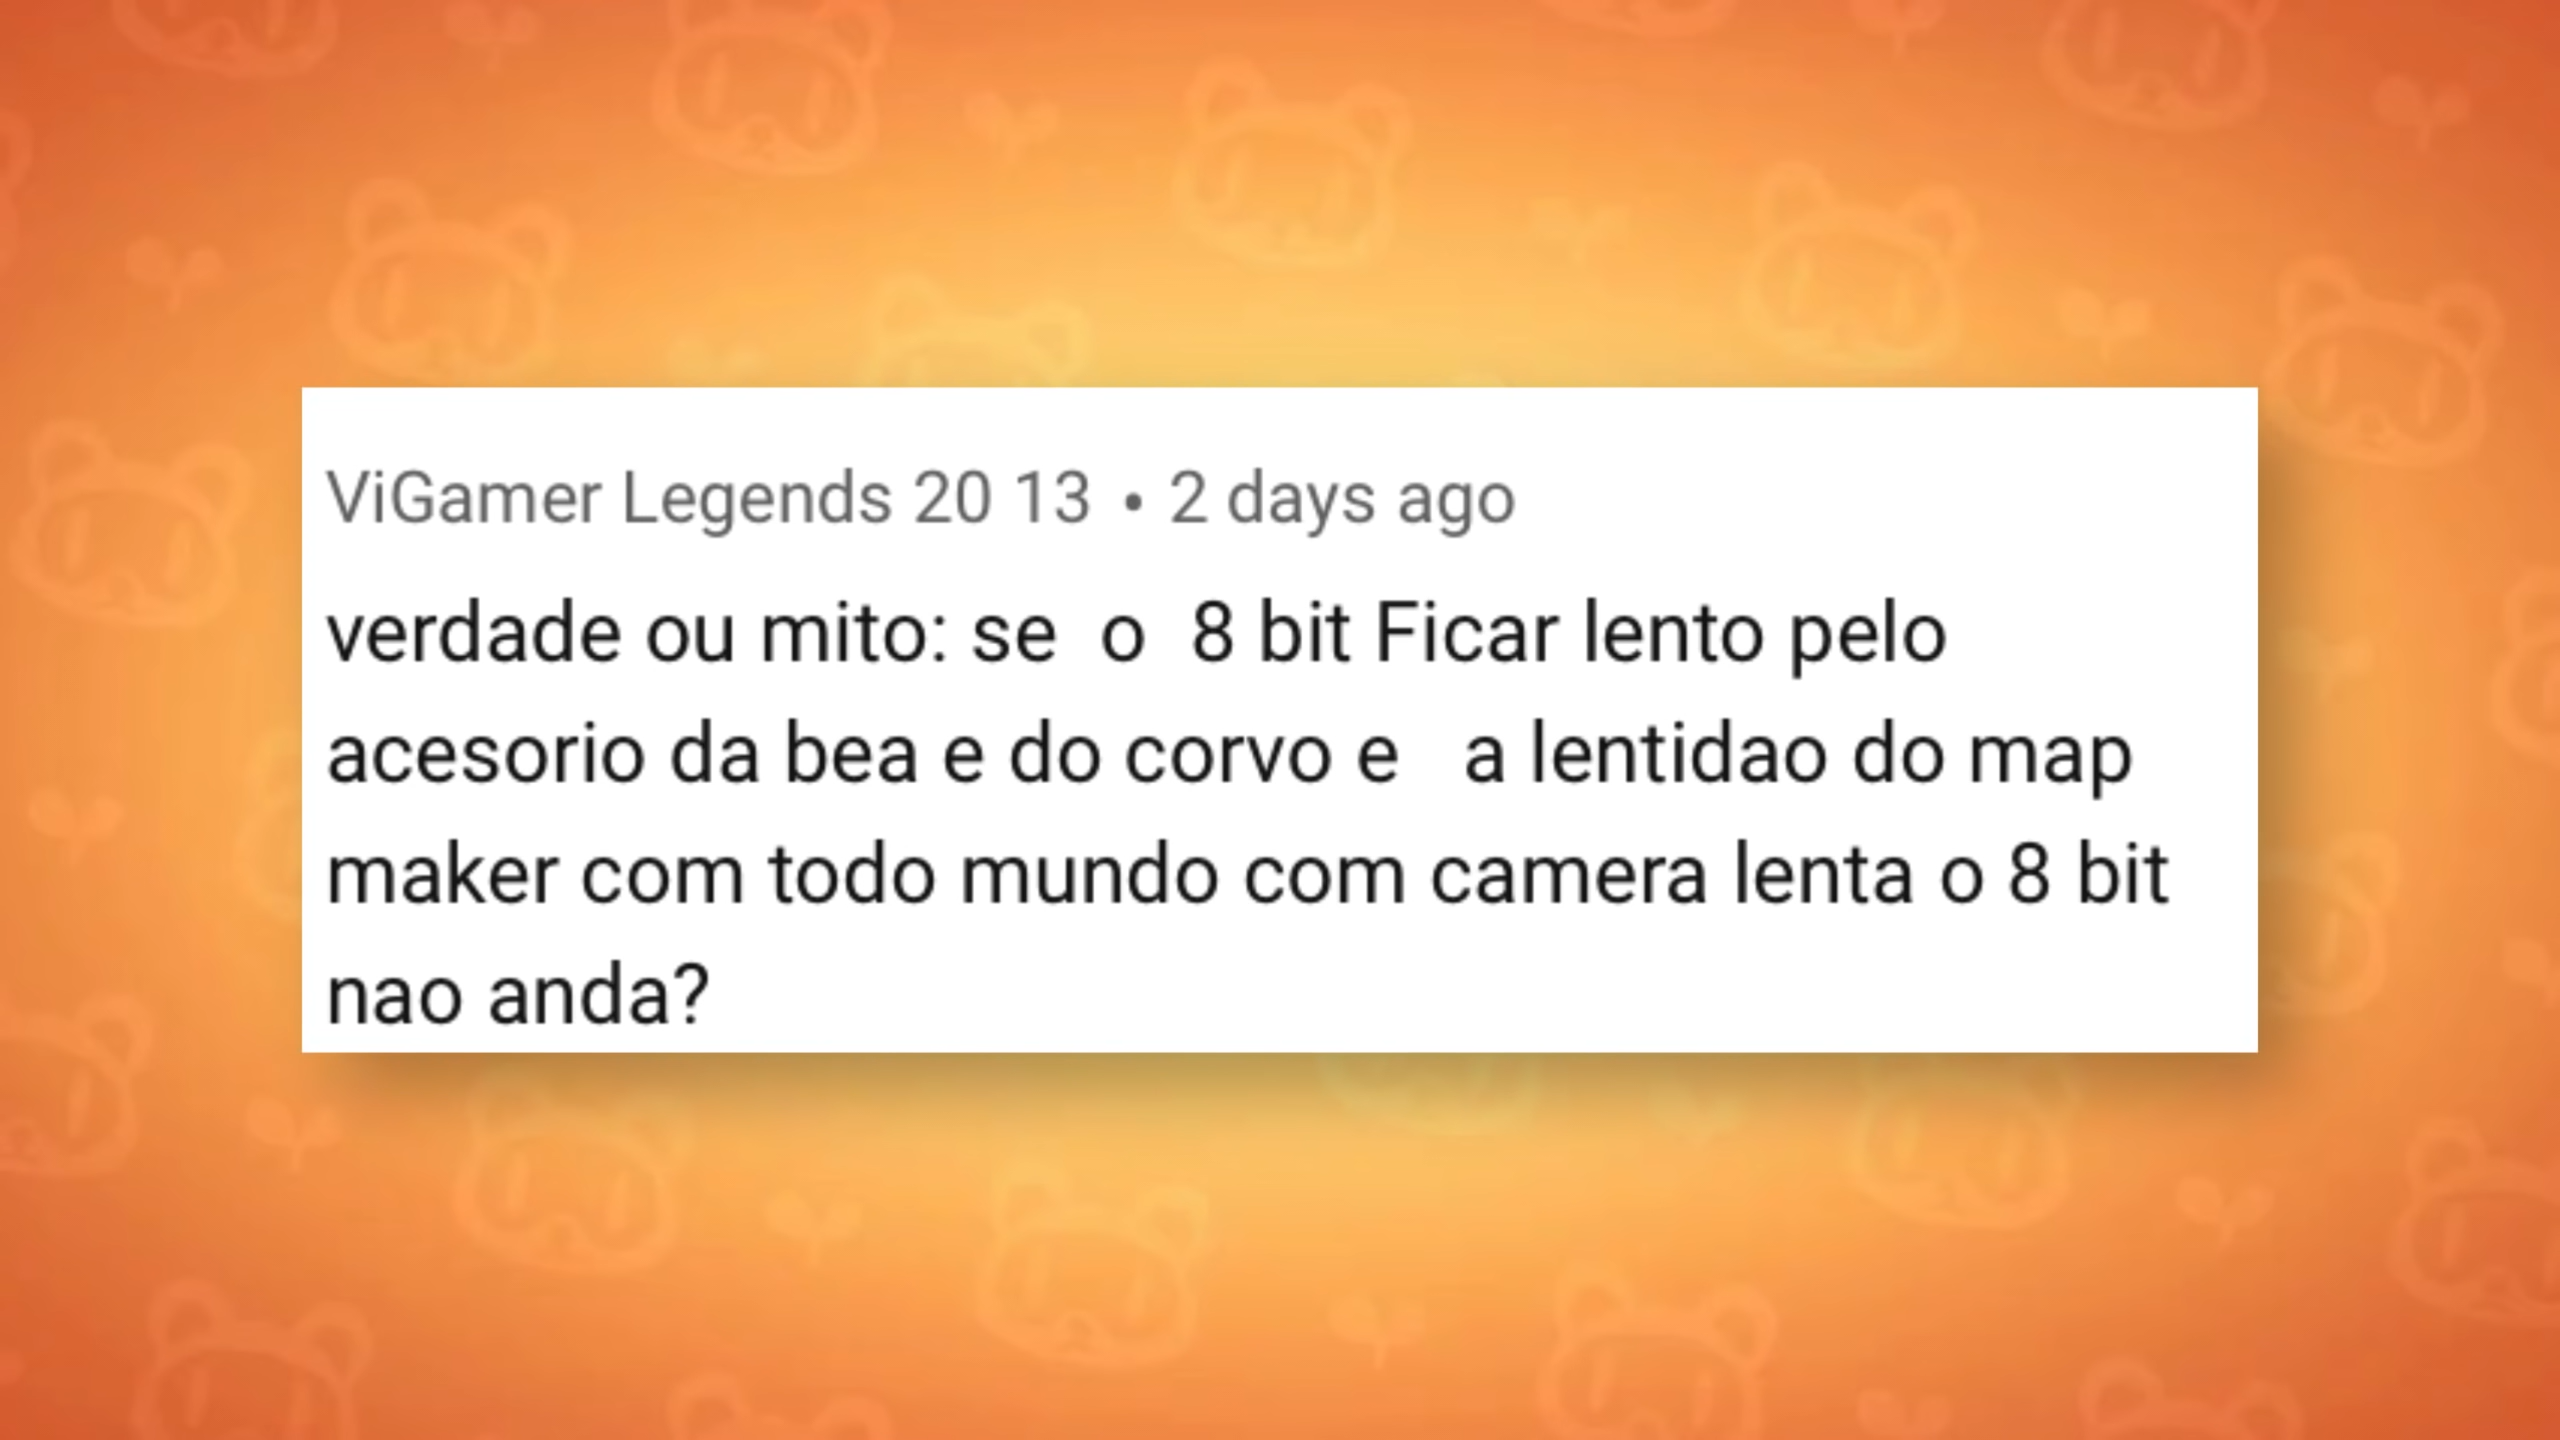 ViGamer Legends 20 13 • 2 days ago
verdade ou mito: se  o  8 bit Ficar lento pelo
acesorio da bea e do corvo e   a lentidao do map
maker com todo mundo com camera lenta o 8 bit
nao anda?